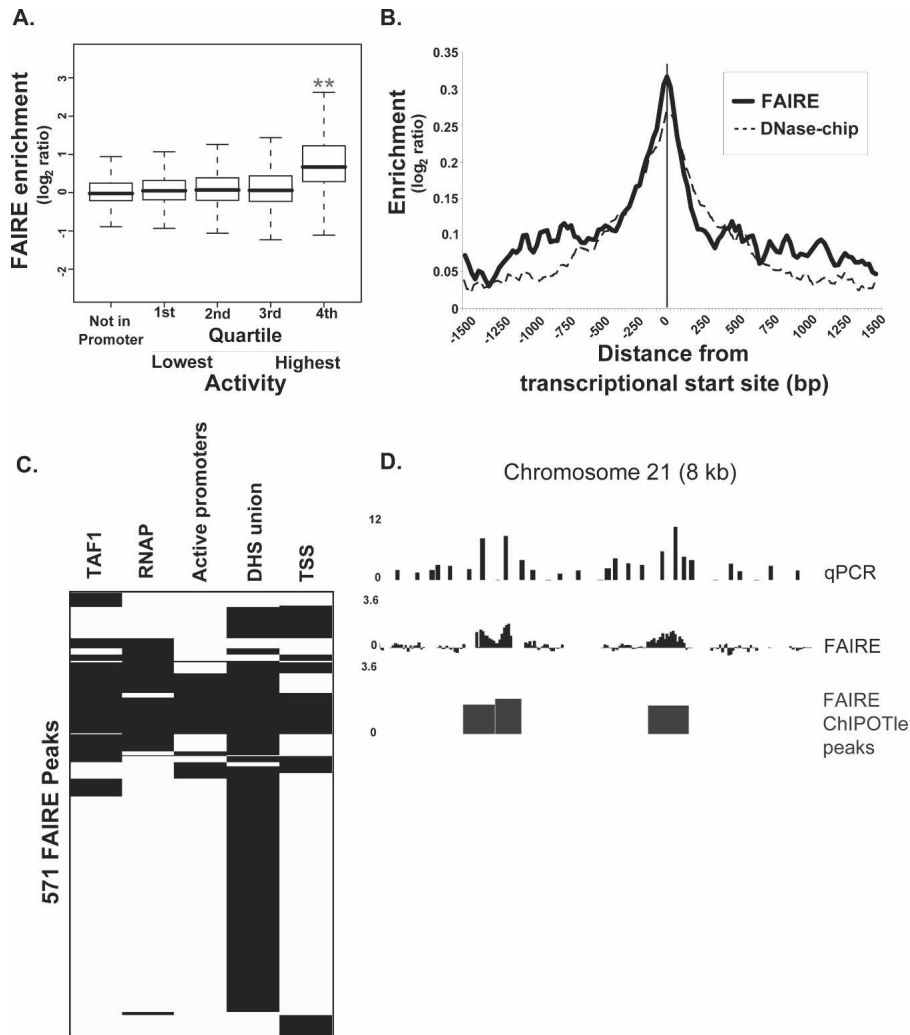 A.
FAIRE enrichment
(log2 ratio)
3
2
1
0
-1
-2
**
Not in
Promoter
1st
2nd
3rd
4th
Quartile
Lowest
Highest
Activity
B.
Enrichment
(log2 ratio)
0.35
0.3
0.25
0.2
0.15
0.1
0.05
0
FAIRE
DNase-chip
-1500
-1250
-1000
-750
-500
-250
0
250
500
750
1000
1250
1500
Distance from
transcriptional start site (bp)
C.
TAF1
RNAP
Active promoters
DHS union
TSS
571 FAIRE Peaks
D.
Chromosome 21 (8 kb)
12
0
qPCR
3.6
0
FAIRE
3.6
0
FAIRE
ChIPOTle
peaks